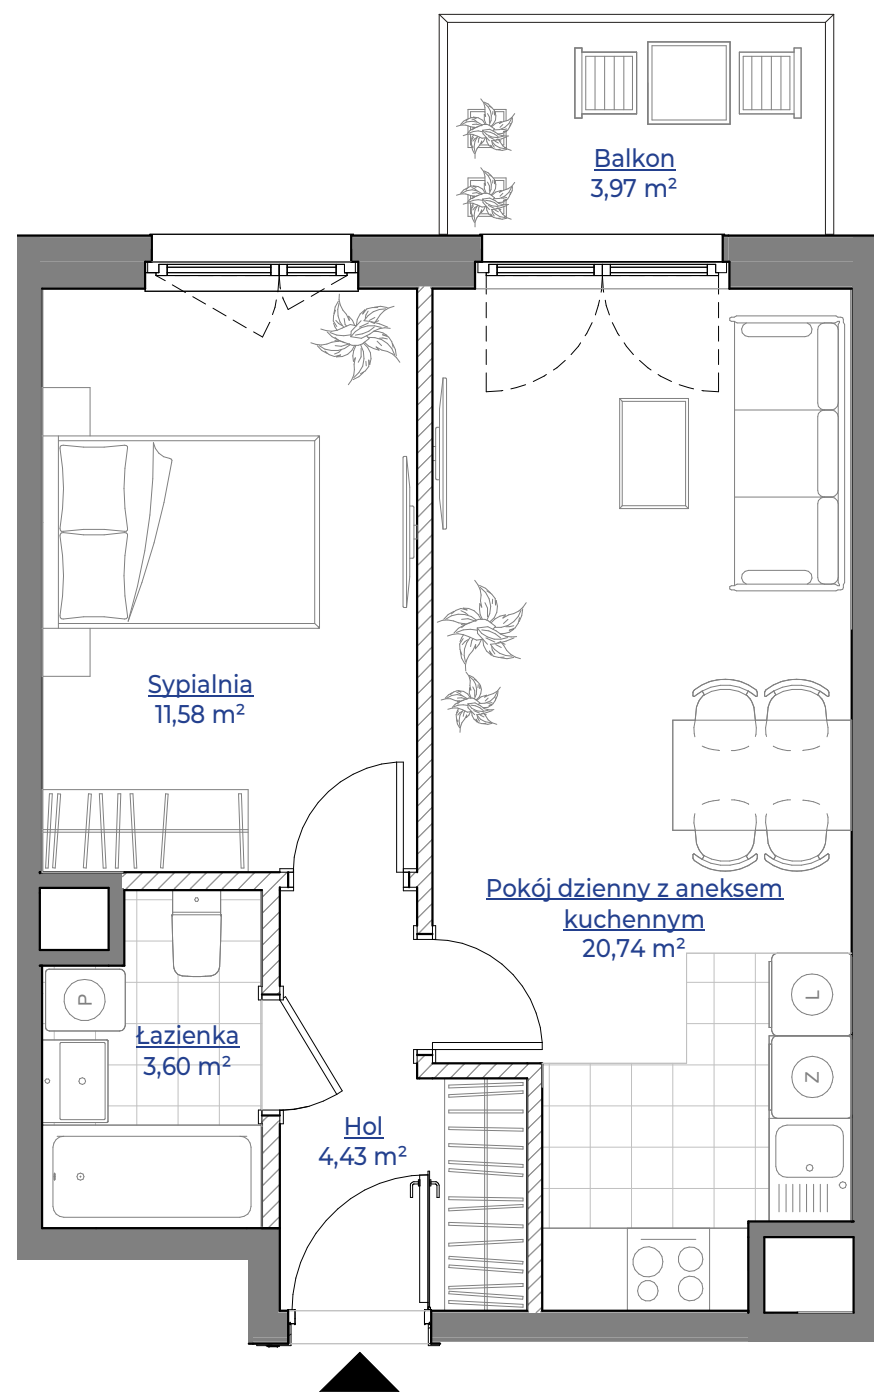 Balkon
3,97 m²
Sypialnia
11,58 m²
Pokój dzienny z aneksem
kuchennym
20,74 m²
L
P
Łazienka
3,60 m²
Z
Hol
4,43 m²